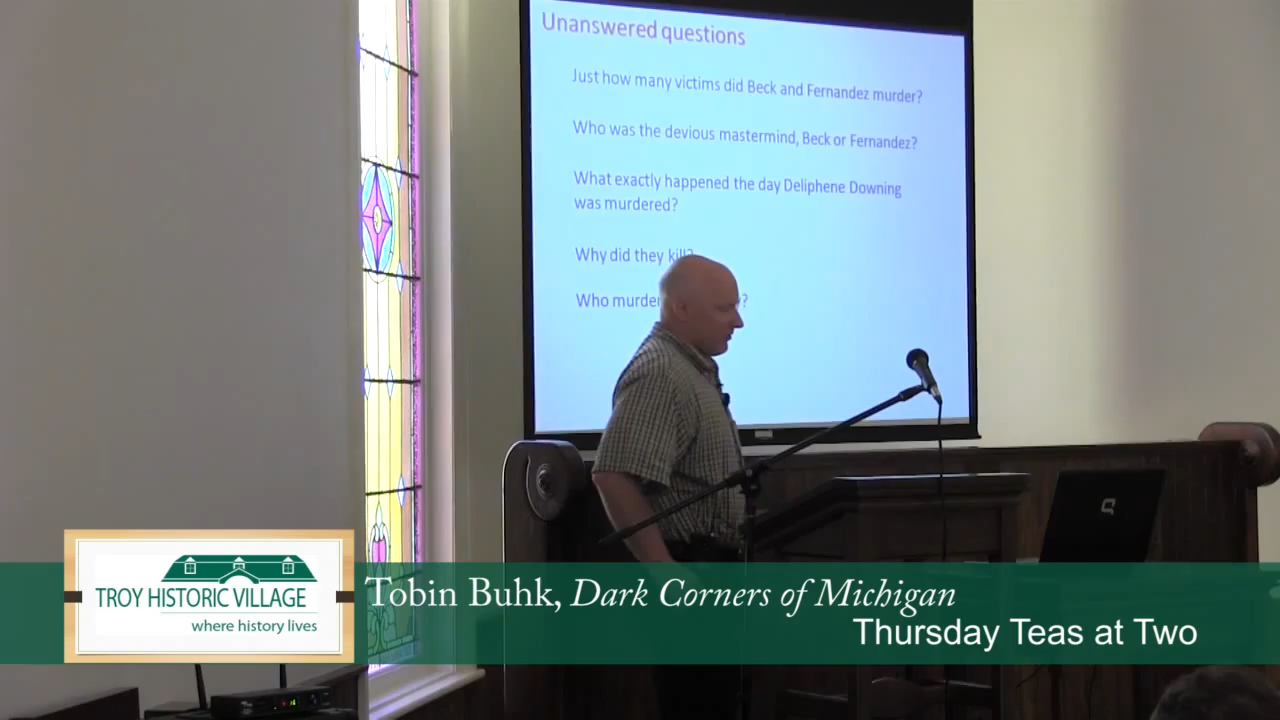 Unanswered questions
Just how many victims did Beck and Fernandez murder?
Who was the devious mastermind, Beck or Fernandez?
What exactly happened the day Deliphene Downing
was murdered?
Why did they kill?
Who murder ?
TROY HISTORIC VILLAGE
where history lives
Tobin Buhk, Dark Corners of Michigan
Thursday Teas at Two